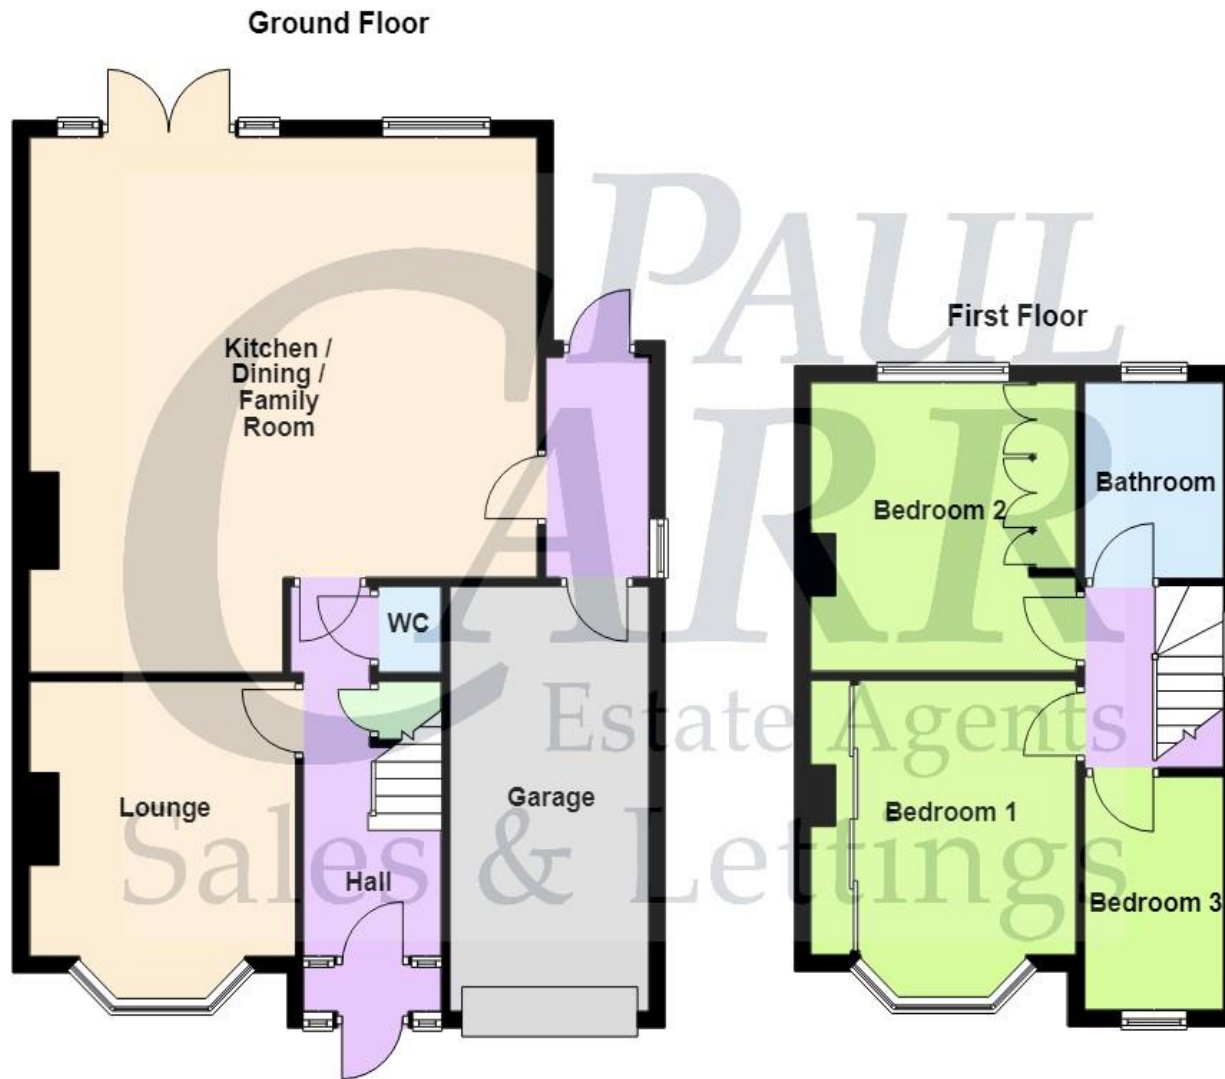 Ground Floor
Kitchen /
Dining /
Family
Room
WC
Lounge
Garage
Hall
First Floor
Bedroom 2
Bathroom
Bedroom 1
Bedroom 3
PAUL
CARR
Estate Agents
Sales & Lettings